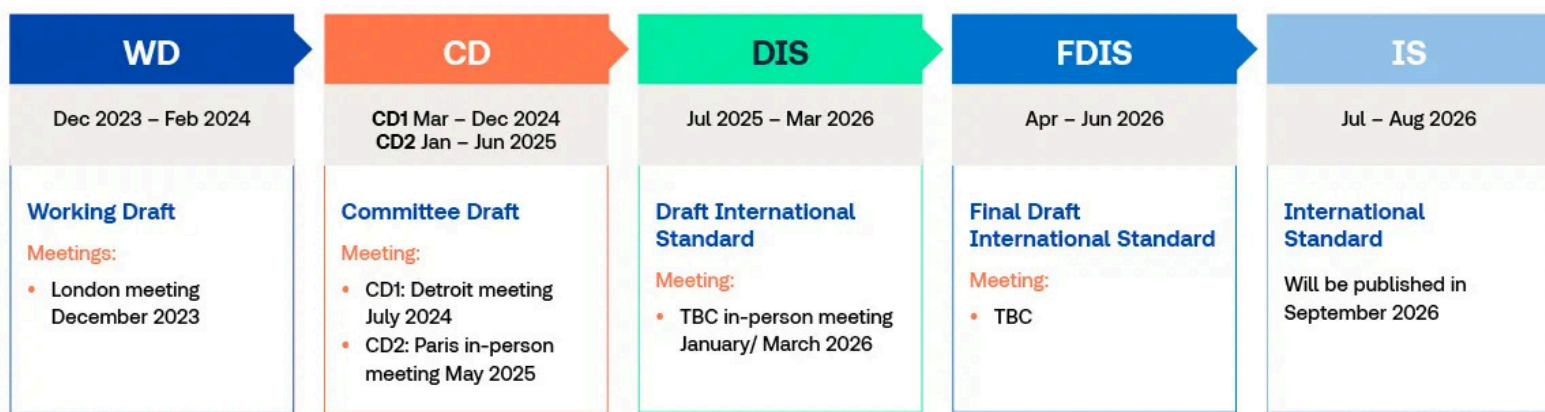 WD
Dec 2023 – Feb 2024
Working Draft
Meetings:
• London meeting
December 2023
CD
CD1 Mar – Dec 2024
CD2 Jan – Jun 2025
Committee Draft
Meeting:
• CD1: Detroit meeting
July 2024
• CD2: Paris in-person
meeting May 2025
DIS
Jul 2025 – Mar 2026
Draft International
Standard
Meeting:
• TBC in-person meeting
January/ March 2026
FDIS
Apr – Jun 2026
Final Draft
International Standard
Meeting:
• TBC
IS
Jul – Aug 2026
International
Standard
Will be published in
September 2026